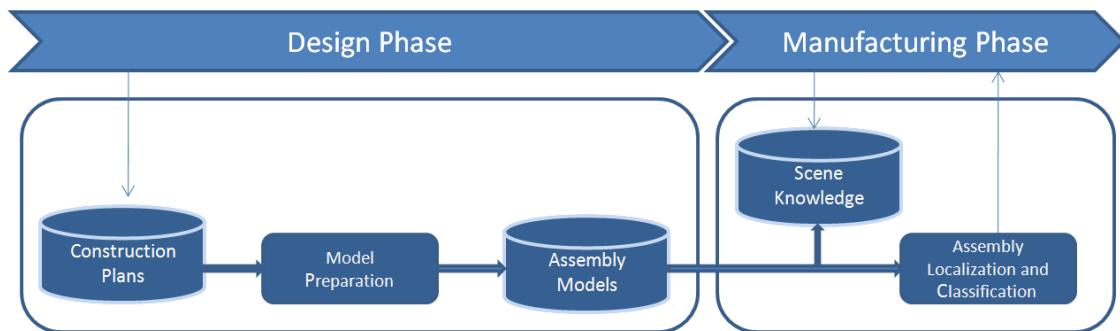 Design Phase
Manufacturing Phase
Construction
Plans
Model
Preparation
Assembly
Models
Scene
Knowledge
Assembly
Localization and
Classification